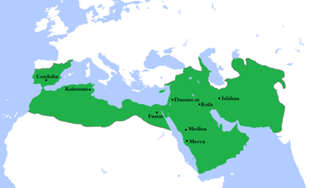 Cordoba
Kairouan
Damascus
Kufa
Isfahan
Fustat
Medina
Mecca